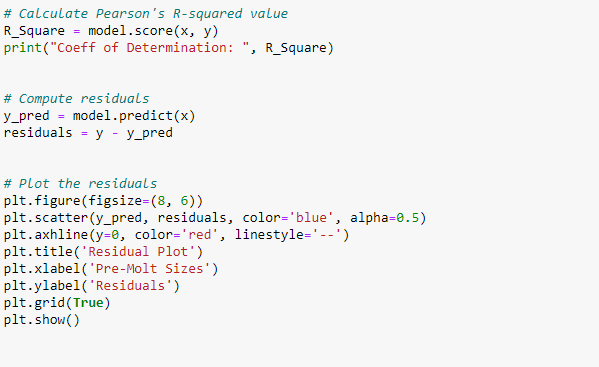 # Calculate Pearson's R-squared value
R_Square = model.score(x, y)
print("Coeff of Determination: ", R_Square)
# Compute residuals
y_pred = model.predict(x)
residuals = y - y_pred
# Plot the residuals
plt.figure(figsize=(8, 6))
plt.scatter(y_pred, residuals, color='blue', alpha=0.5)
plt.axhline(y=0, color='red', linestyle='--')
plt.title('Residual Plot')
plt.xlabel('Pre-Molt Sizes')
plt.ylabel('Residuals')
plt.grid(True)
plt.show()